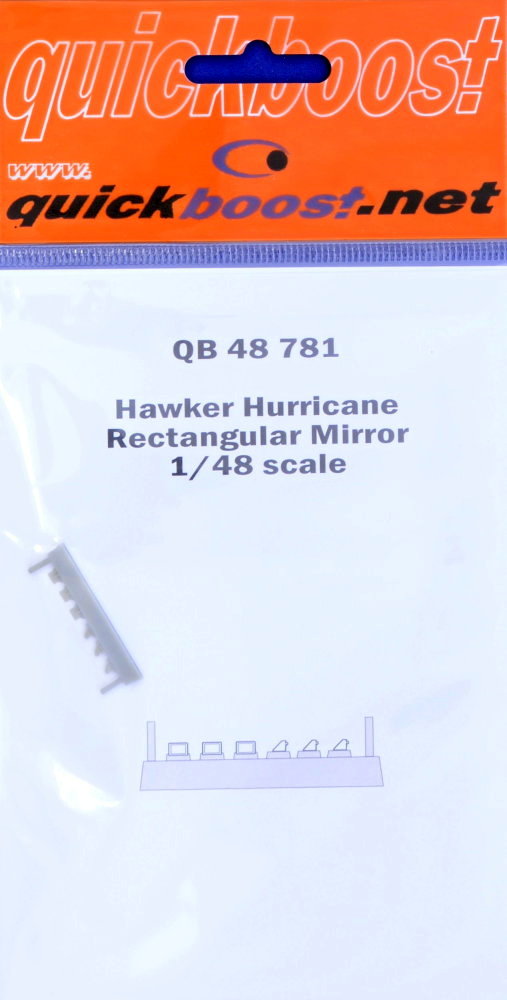 quickboost
www.
quickboost.net
QB 48 781
Hawker Hurricane
Rectangular Mirror
1/48 scale